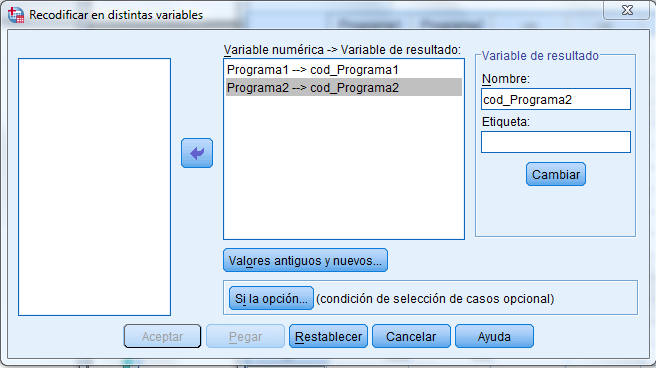 Recodificar en distintas variables
Variable numérica -> Variable de resultado:
Programa1 --> cod_Programa1
Programa2 --> cod_Programa2
Variable de resultado
Nombre:
cod_Programa2
Etiqueta:
Cambiar
Valores antiguos y nuevos...
Si la opción... (condición de selección de casos opcional)
Aceptar Pegar Restablecer Cancelar Ayuda